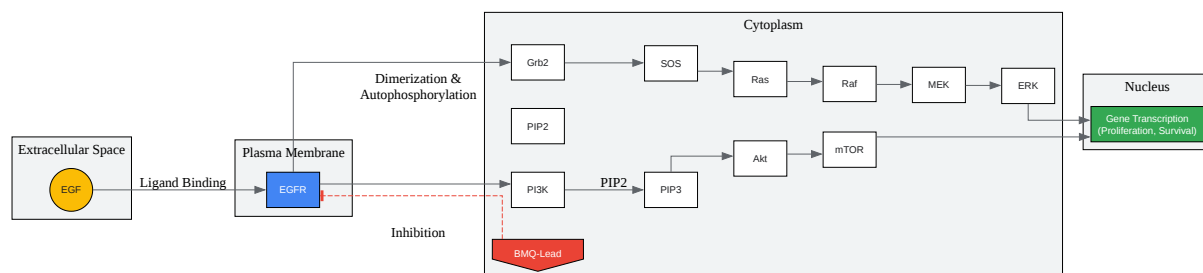 Cytoplasm
Grb2
SOS
Dimerization &
Autophosphorylation
Ras
Raf
MEK
ERK
Nucleus
Gene Transcription
(Proliferation, Survival)
PIP2
Extracellular Space
Plasma Membrane
Akt
mTOR
EGF
Ligand Binding
EGFR
PI3K
PIP2
PIP3
Inhibition
BMQ-Lead